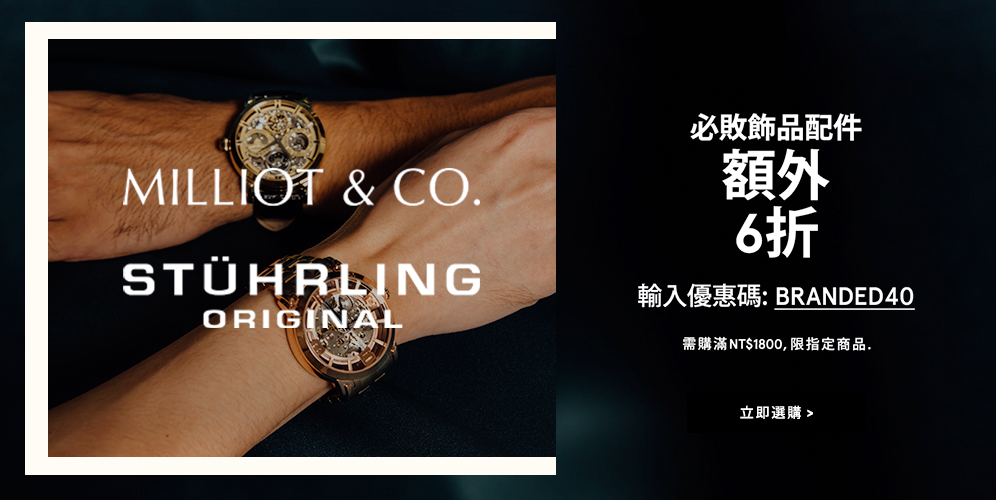 MILLIOT & CO.
STÜHRLING
ORIGINAL
必敗飾品配件
額外
6折
輸入優惠碼: BRANDED40
需購滿NT$1800, 限指定商品.
立即選購 >